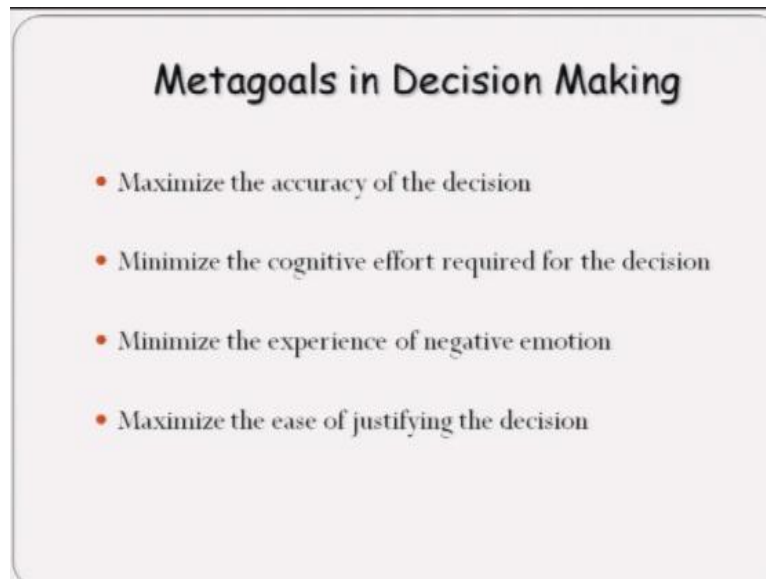 Metagoals in Decision Making
Maximize the accuracy of the decision
Minimize the cognitive effort required for the decision
Minimize the experience of negative emotion
Maximize the ease of justifying the decision